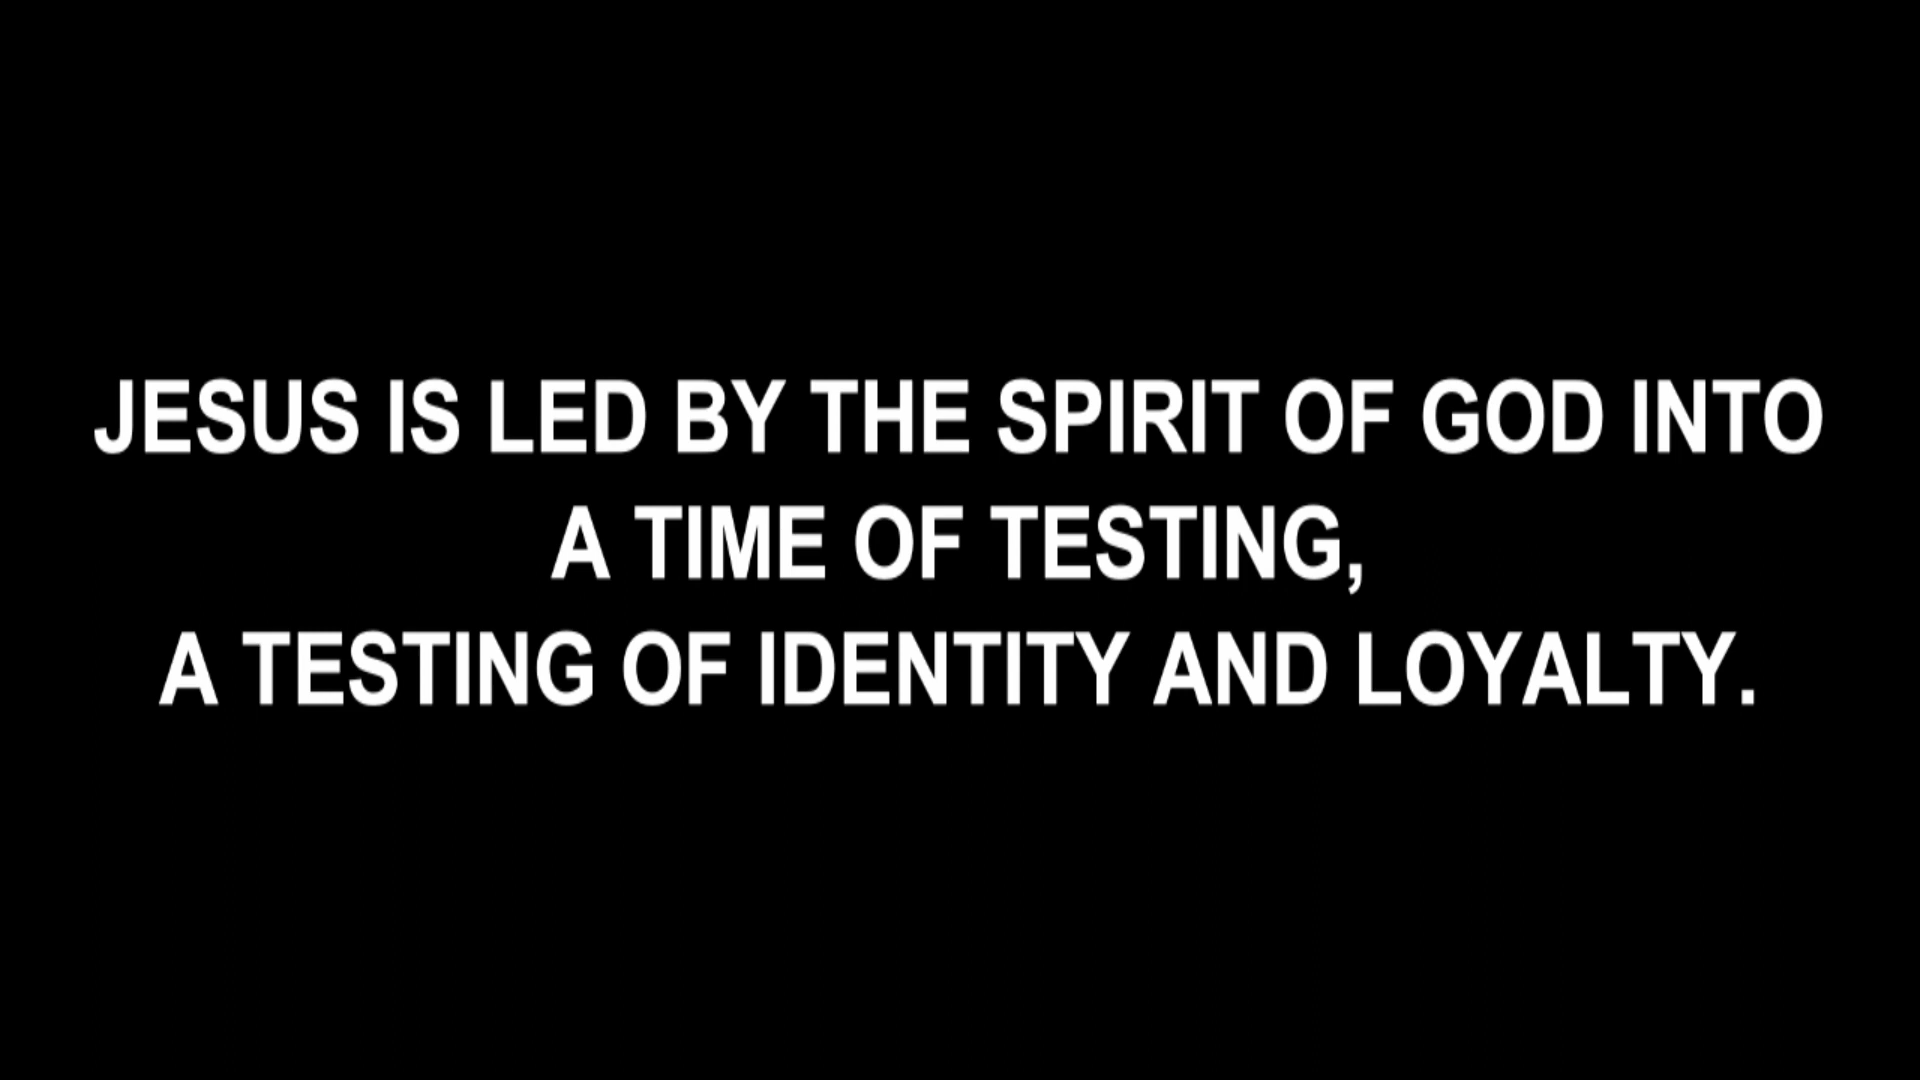 JESUS IS LED BY THE SPIRIT OF GOD INTO
A TIME OF TESTING,
A TESTING OF IDENTITY AND LOYALTY.